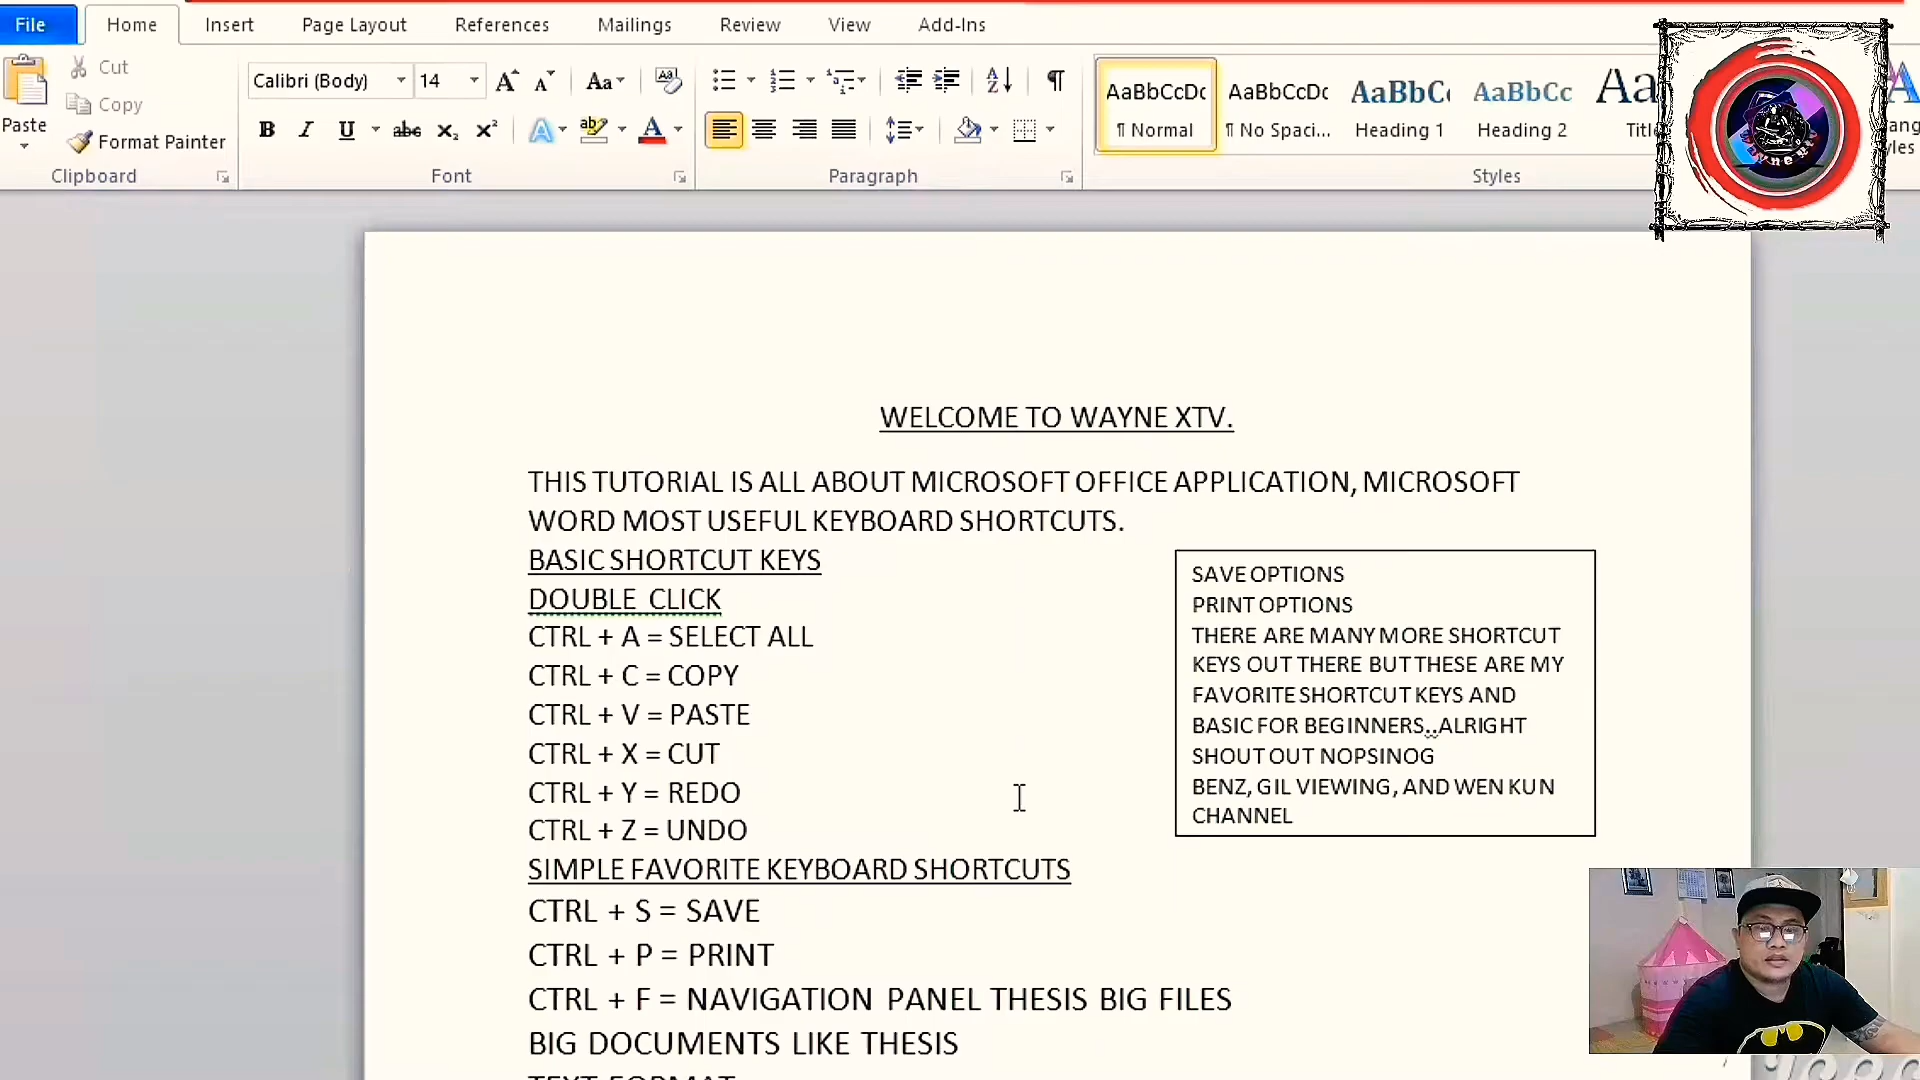 File Home Insert Page Layout References Mailings Review View Add-Ins
Cut
Copy
Format Painter
Paste
Clipboard
Calibri (Body) 14
Font
Paragraph
AaBbCcDc AaBbCcDc AaBbC AaBbCc
¶ Normal ¶ No Spaci... Heading 1 Heading 2
Styles
WELCOME TO WAYNE XTV.
THIS TUTORIAL IS ALL ABOUT MICROSOFT OFFICE APPLICATION, MICROSOFT
WORD MOST USEFUL KEYBOARD SHORTCUTS.
BASIC SHORTCUT KEYS
DOUBLE CLICK
CTRL + A = SELECT ALL
CTRL + C = COPY
CTRL + V = PASTE
CTRL + X = CUT
CTRL + Y = REDO
CTRL + Z = UNDO
SIMPLE FAVORITE KEYBOARD SHORTCUTS
CTRL + S = SAVE
CTRL + P = PRINT
CTRL + F = NAVIGATION PANEL THESIS BIG FILES
BIG DOCUMENTS LIKE THESIS
TEXT FORMAT
SAVE OPTIONS
PRINT OPTIONS
THERE ARE MANY MORE SHORTCUT
KEYS OUT THERE BUT THESE ARE MY
FAVORITE SHORTCUT KEYS AND
BASIC FOR BEGINNERS..ALRIGHT
SHOUT OUT NOPSINOG
BENZ, GIL VIEWING, AND WEN KUN
CHANNEL